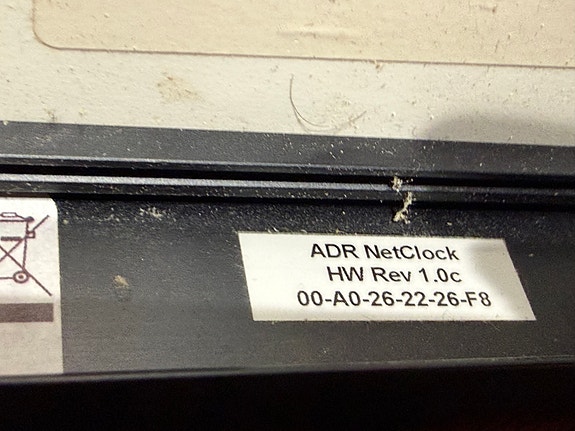 ADR NetClock
HW Rev 1.0c
00-A0-26-22-26-F8